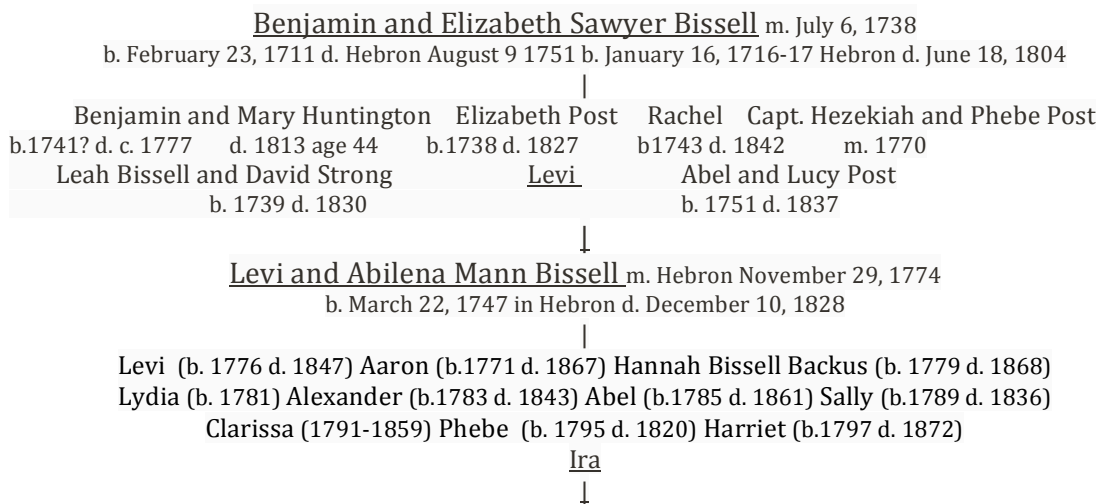 Benjamin and Elizabeth Sawyer Bissell m. July 6, 1738
b. February 23, 1711 d. Hebron August 9 1751 b. January 16, 1716-17 Hebron d. June 18, 1804
Benjamin and Mary Huntington Elizabeth Post Rachel Capt. Hezekiah and Phebe Post
b.1741? d. c. 1777 d. 1813 age 44 b.1738 d. 1827 b1743 d. 1842 m. 1770
Leah Bissell and David Strong Levi Abel and Lucy Post
b. 1739 d. 1830 b. 1751 d. 1837
Levi and Abilena Mann Bissell m. Hebron November 29, 1774
b. March 22, 1747 in Hebron d. December 10, 1828
Levi (b. 1776 d. 1847) Aaron (b.1771 d. 1867) Hannah Bissell Backus (b. 1779 d. 1868)
Lydia (b. 1781) Alexander (b.1783 d. 1843) Abel (b.1785 d. 1861) Sally (b.1789 d. 1836)
Clarissa (1791-1859) Phebe (b. 1795 d. 1820) Harriet (b.1797 d. 1872)
Ira